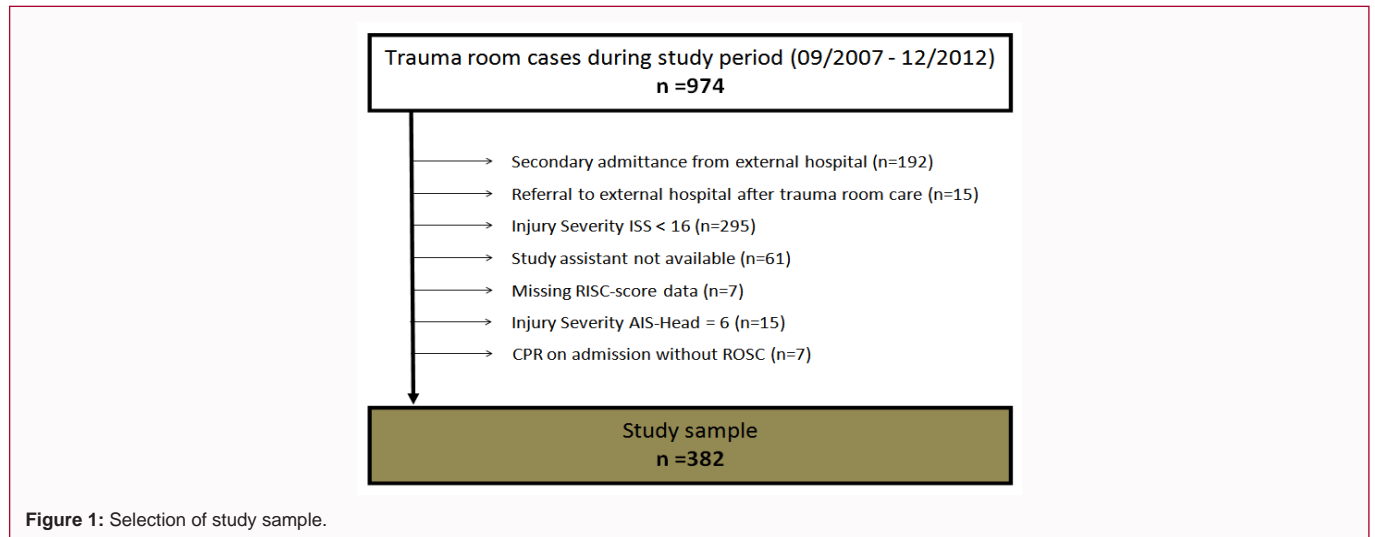 Trauma room cases during study period (09/2007 - 12/2012)
n =974
Secondary admittance from external hospital (n=192)
Referral to external hospital after trauma room care (n=15)
Injury Severity ISS < 16 (n=295)
Study assistant not available (n=61)
Missing RISC-score data (n=7)
Injury Severity AIS-Head = 6 (n=15)
CPR on admission without ROSC (n=7)
Study sample
n =382
Figure 1: Selection of study sample.